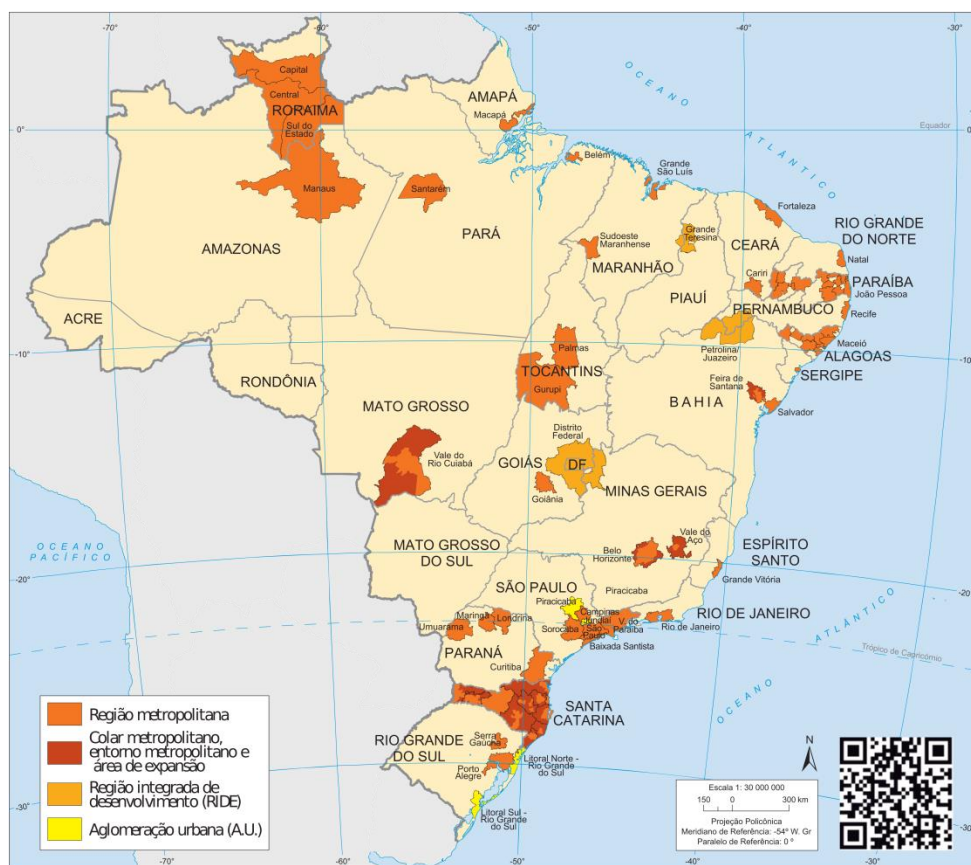 -70°
-60°
-50°
-40°
Capital
Central
RORAIMA
Sul do
Estado
AMAPÁ
Macapá
OCEANO
ATLÂNTICO
Equador
0°
0°
Manaus
Santarém
Belém
Grande
São Luís
Fortaleza
AMAZONAS
PARÁ
Sudoeste
Maranhense
Grande
Teresina
MARANHÃO
CEARÁ
RIO GRANDE
DO NORTE
Natal
Cariri
PARAÍBA
João Pessoa
PIAUÍ
PERNAMBUCO
Recife
ACRE
-10°
-10°
Petrolina/
Juazeiro
Maceió
ALAGOAS
SERGIPE
RONDÔNIA
Palmas
TOCANTINS
Gurupi
Feira de
Santana
BAHIA
Salvador
MATO GROSSO
Vale do
Rio Cuiabá
Distrito
Federal
GOIÁS
DF
Goiânia
MINAS GERAIS
OCEANO
PACÍFICO
MATO GROSSO
DO SUL
Belo
Horizonte
Vale do
Aço
ESPÍRITO
SANTO
Grande Vitória
-20°
-20°
SÃO PAULO
Piracicaba
Piracicaba
Campinas
Jundiaí
Sorocaba
São
Paulo
V. do
Paraíba
Rio de Janeiro
RIO DE JANEIRO
Baixada Santista
ATLÂNTICO
Trópico de Capricórnio
Maringá
Londrina
Umuarama
PARANÁ
Curitiba
OCEANO
SANTA
CATARINA
RIO GRANDE
DO SUL
Serra
Gaúcha
Porto
Alegre
Litoral Norte -
Rio Grande
do Sul
Litoral Sul -
Rio Grande
do Sul
-30°
-30°
-70°
-60°
-50°
-40°
Região metropolitana
Colar metropolitano,
entorno metropolitano e
área de expansão
Região integrada de
desenvolvimento (RIDE)
Aglomeração urbana (A.U.)
N
Escala 1: 30 000 000
150 0 300 km
Projeção Policônica
Meridiano de Referência: -54° W. Gr
Paralelo de Referência: 0 º